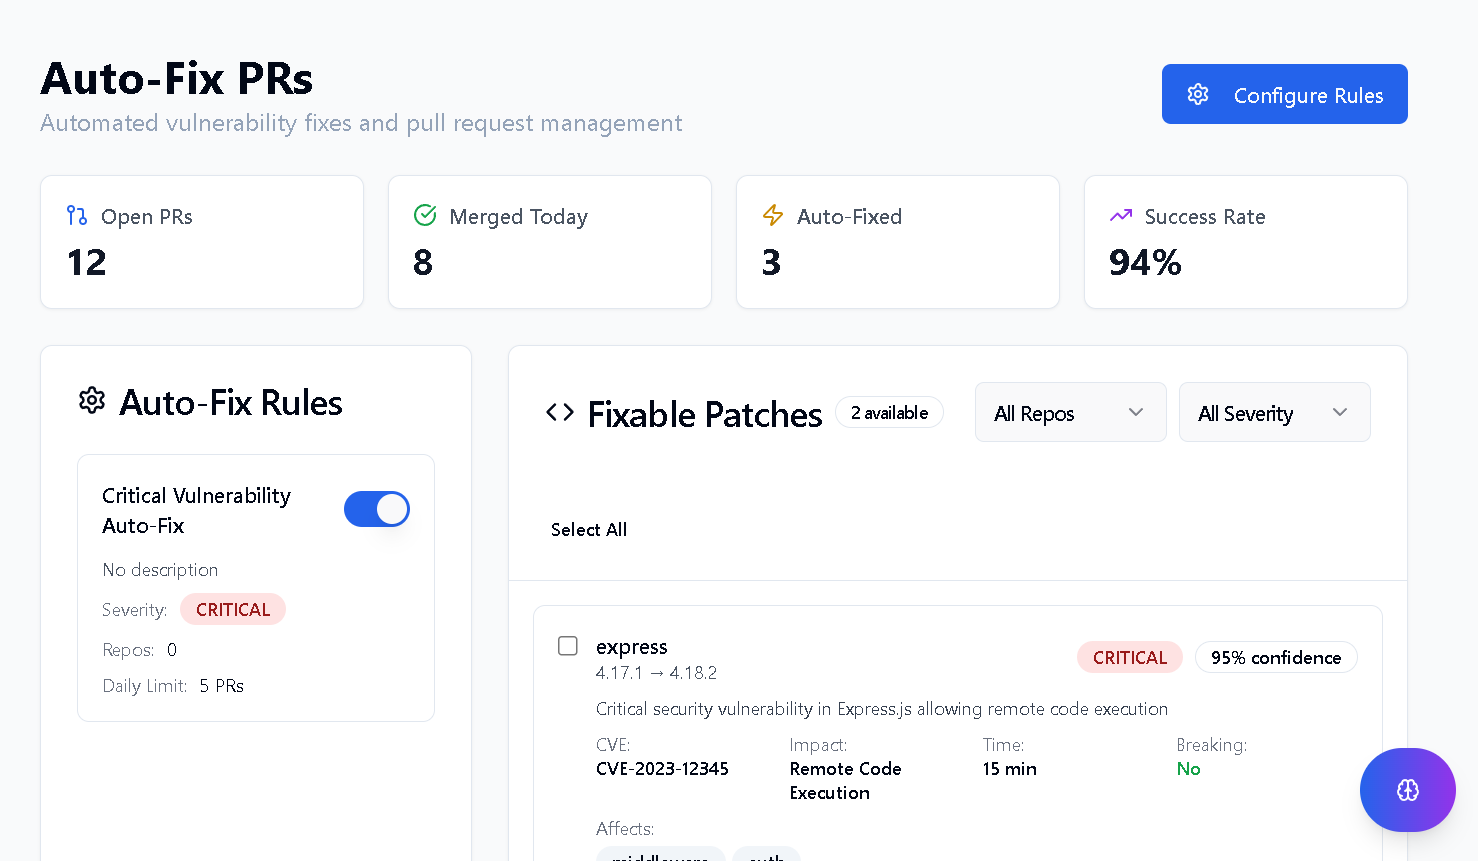 Auto-Fix PRs
Automated vulnerability fixes and pull request management
Configure Rules
Open PRs
12
Merged Today
8
Auto-Fixed
3
Success Rate
94%
Auto-Fix Rules
Critical Vulnerability
Auto-Fix
No description
Severity: CRITICAL
Repos: 0
Daily Limit: 5 PRs
Fixable Patches
2 available
All Repos
All Severity
Select All
express
4.17.1 → 4.18.2
CRITICAL
95% confidence
Critical security vulnerability in Express.js allowing remote code execution
CVE:
CVE-2023-12345
Impact:
Remote Code
Execution
Time:
15 min
Breaking:
No
Affects:
middleware
auth